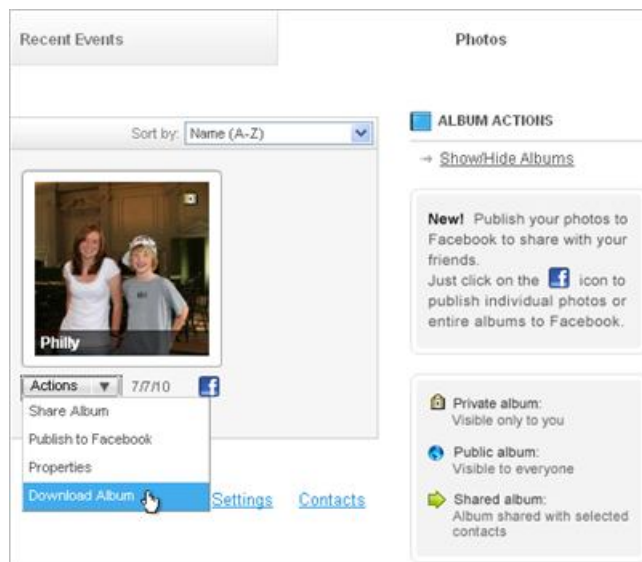 Recent Events
Photos
Sort by: Name (A-Z)
Philly
Actions 7/7/10
Share Album
Publish to Facebook
Properties
Download Album
Settings Contacts
ALBUM ACTIONS
→ Show/Hide Albums
New! Publish your photos to
Facebook to share with your
friends.
Just click on the f icon to
publish individual photos or
entire albums to Facebook.
Private album:
Visible only to you
Public album:
Visible to everyone
Shared album:
Album shared with selected
contacts